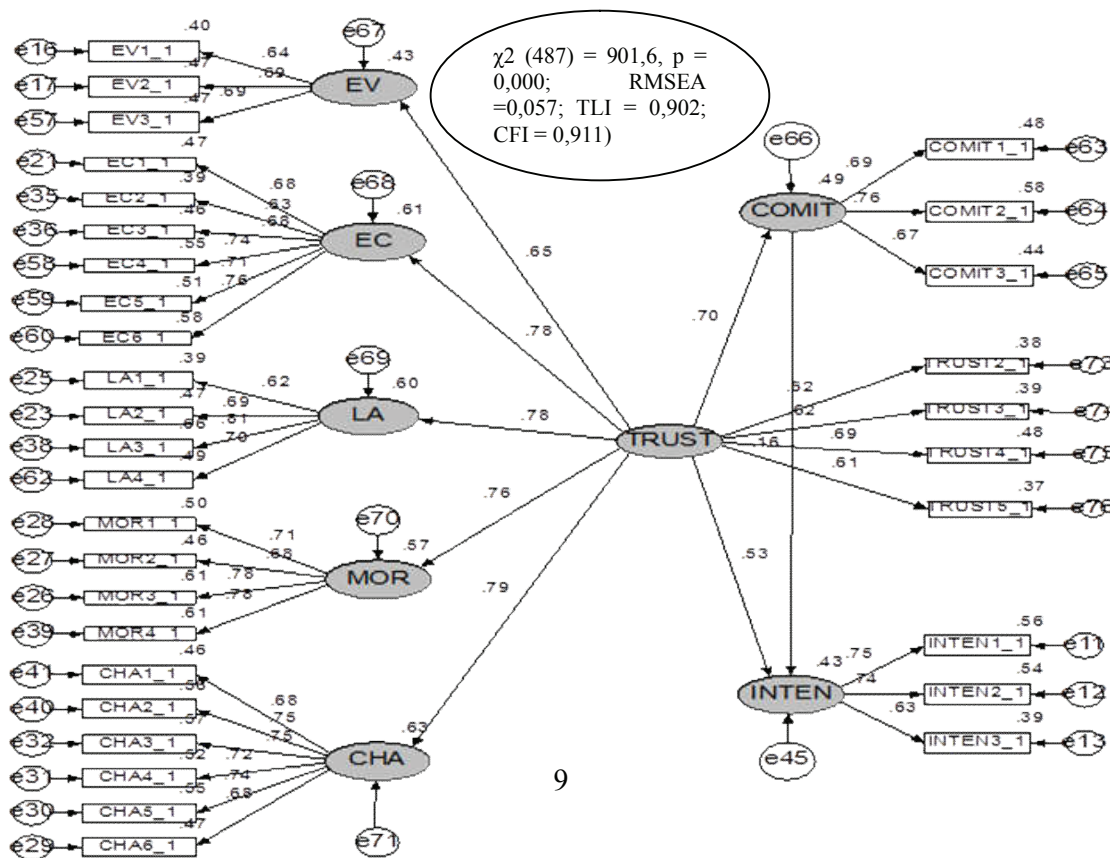 χ2 (487) = 901,6, p =
0,000; RMSEA
=0,057; TLI = 0,902;
CFI = 0,911)
e67
.43
EV
.40
e16
EV1_1
.64
.47
e17
EV2_1
.69
.47
e57
EV3_1
.69
e68
.61
EC
.47
e21
EC1_1
.68
.39
e35
EC2_1
.63
.46
e36
EC3_1
.68
.55
e58
EC4_1
.74
.51
e59
EC5_1
.71
.58
e60
EC6_1
.76
e69
.60
LA
.39
e25
LA1_1
.62
.47
e23
LA2_1
.69
.66
e38
LA3_1
.81
.49
e62
LA4_1
.70
e70
.57
MOR
.50
e28
MOR1_1
.71
.46
e27
MOR2_1
.68
.61
e26
MOR3_1
.78
.61
e39
MOR4_1
.78
.63
CHA
e71
.46
e41
CHA1_1
.68
e40
CHA2_1
.75
.57
e32
CHA3_1
.75
.52
e31
CHA4_1
.72
.55
e30
CHA5_1
.74
.47
e29
CHA6_1
.68
.65
.78
.78
.76
.79
TRUST
.70
.53
.16
e66
.49
COMIT
.48
.69
COMIT1_1
e63
.58
.76
COMIT2_1
e64
.44
.67
COMIT3_1
e65
.38
.62
TRUST2_1
e73
.39
.62
TRUST3_1
e74
.48
.69
TRUST4_1
e75
.37
.61
TRUST5_1
e76
.43
INTEN
e45
.56
.75
INTEN1_1
e11
.54
.74
INTEN2_1
e12
.39
.63
INTEN3_1
e13
9